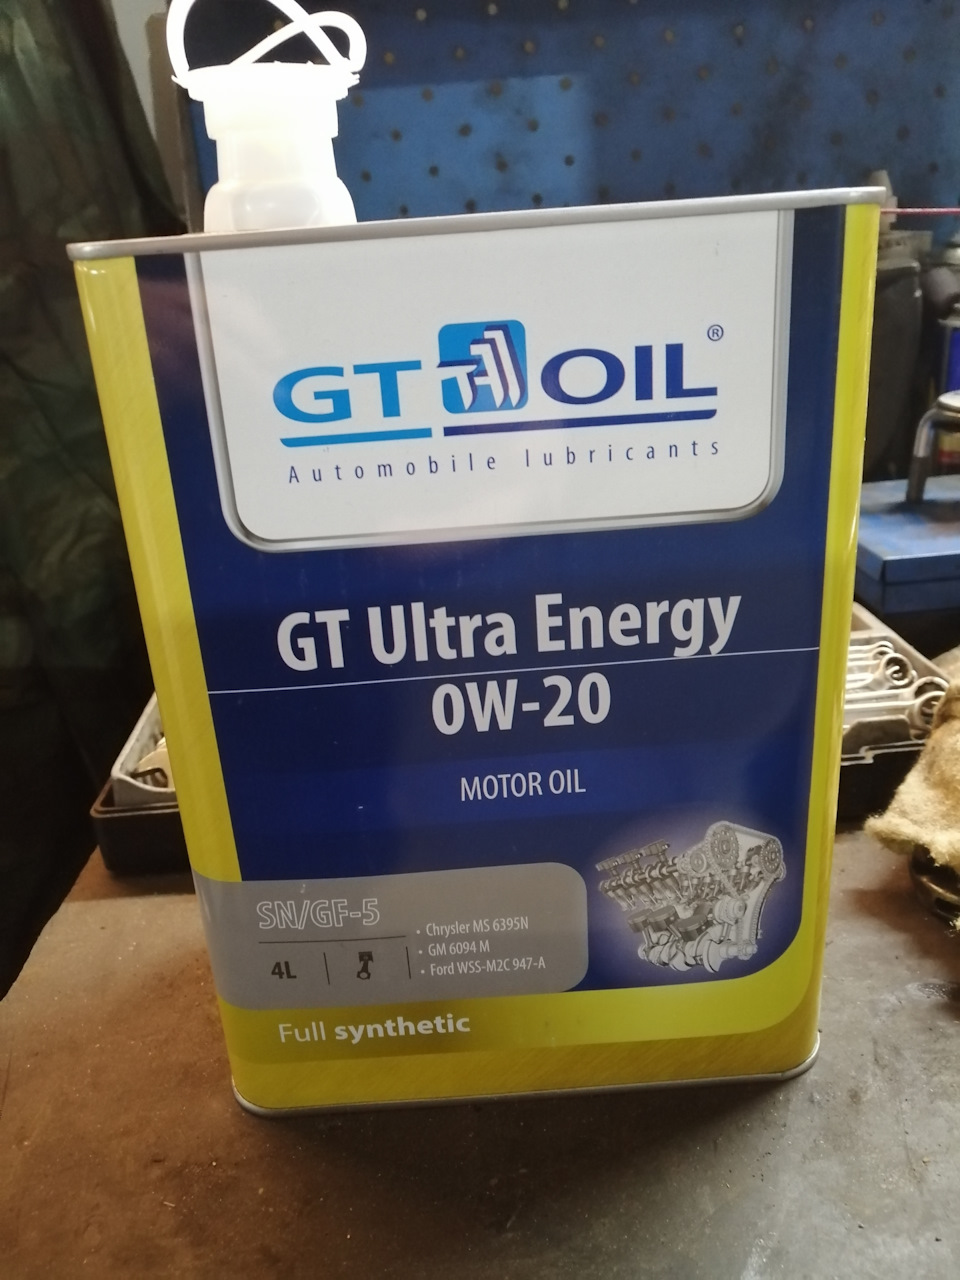 GT OIL ®
Automobile lubricants
GT Ultra Energy
0W-20
MOTOR OIL
SN/GF-5
4L
• Chrysler MS 6395N
• GM 6094 M
• Ford WSS-M2C 947-A
Full synthetic